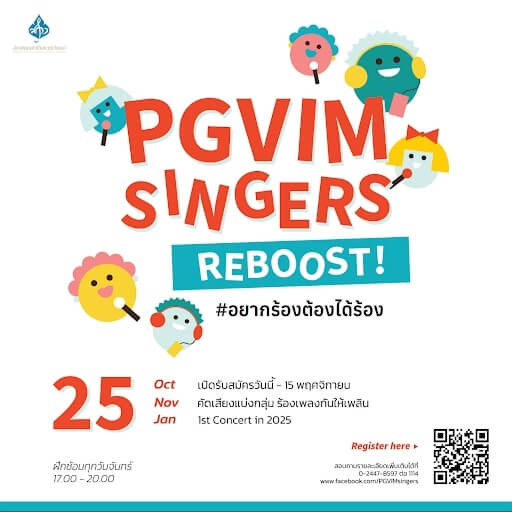 PGVIM
SINGERS
REBOOST!
#อยากร้องต้องได้ร้อง
25
Oct เปิดรับสมัครวันนี้ - 15 พฤศจิกายน
Nov คัดเสียงแบ่งกลุ่ม ร้องเพลงกันให้เพลิน
Jan 1st Concert in 2025
ฝึกซ้อมทุกวันจันทร์
17.00 - 20.00
Register here
สอบถามรายละเอียดเพิ่มเติมได้ที่
0-2447-8597 ต่อ 1114
www.facebook.com/PGVIMsingers